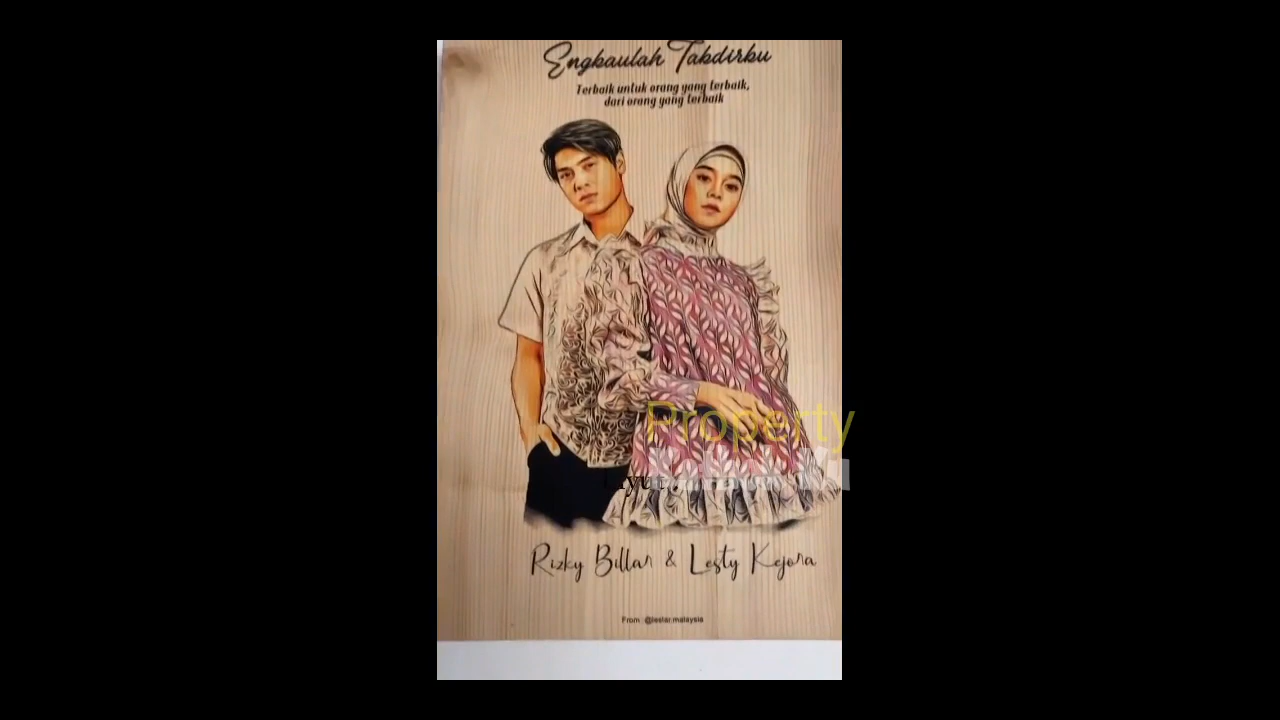 Engkaulah Takdirku
Terbaik untuk orang yang terbaik,
dari orang yang terbaik
Property
Rizky Billar & Lesty Kejora
From @leslar.malaysia